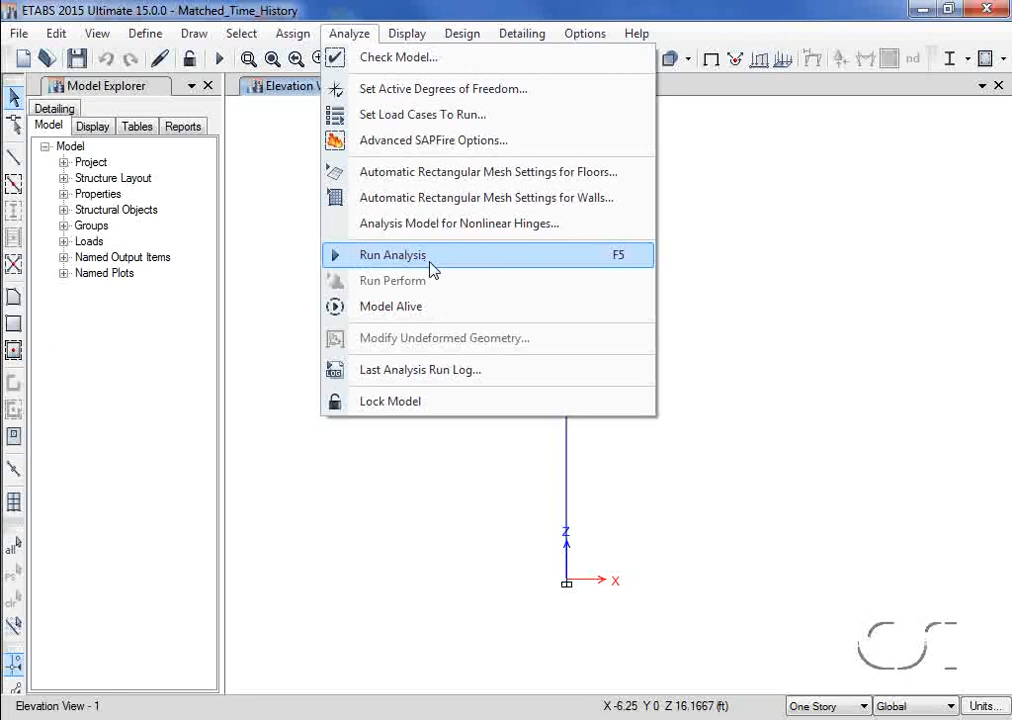 ETABS 2015 Ultimate 15.0.0 - Matched_Time_History
File Edit View Define Draw Select Assign Analyze Display Design Detailing Options Help
nd
Model Explorer
Elevation V
Detailing
Model Display Tables Reports
Model
Project
Structure Layout
Properties
Structural Objects
Groups
Loads
Named Output Items
Named Plots
Check Model...
Set Active Degrees of Freedom...
Set Load Cases To Run...
Advanced SAPFire Options...
Automatic Rectangular Mesh Settings for Floors...
Automatic Rectangular Mesh Settings for Walls...
Analysis Model for Nonlinear Hinges...
Run Analysis F5
Run Perform
Model Alive
Modify Undeformed Geometry...
LOG
Last Analysis Run Log...
Lock Model
all
ps
clr
Z
X
CSI
Elevation View - 1
X -6.25 Y 0 Z 16.1667 (ft)
One Story
Global
Units...